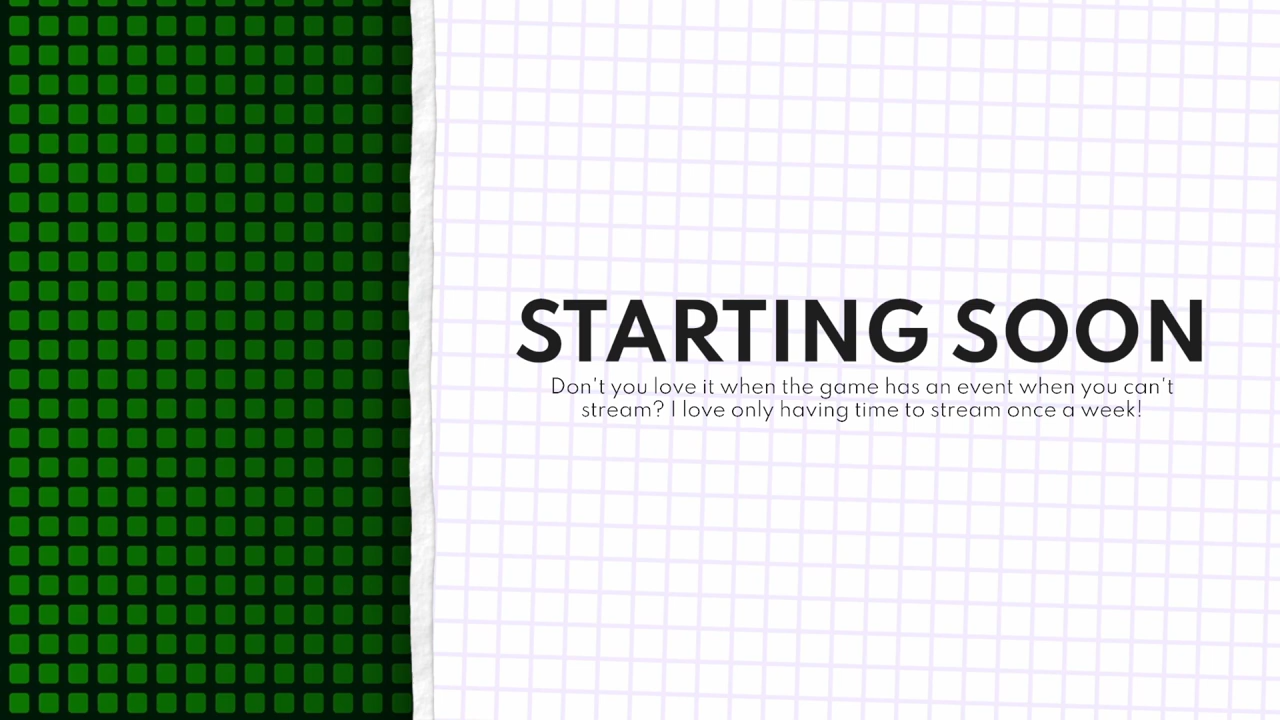 STARTING SOON
Don't you love it when the game has an event when you can't
stream? I love only having time to stream once a week!